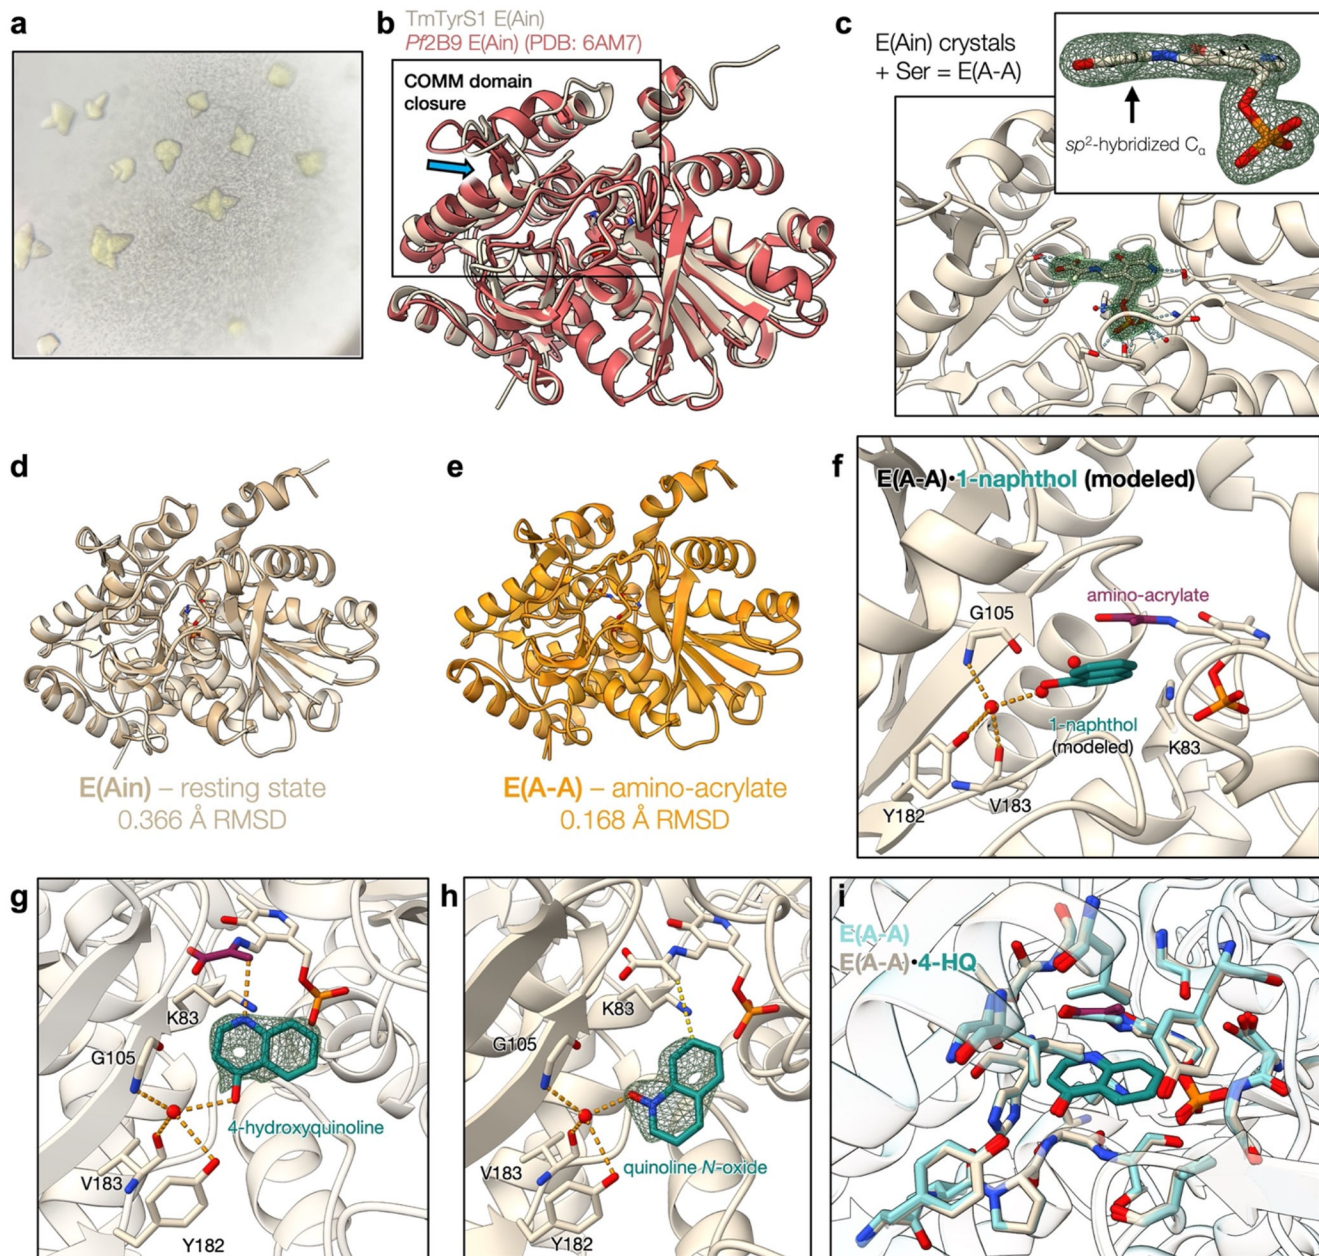 a
b
TmTyrS1 E(Ain)
Pf2B9 E(Ain) (PDB: 6AM7)
COMM domain
closure
c
E(Ain) crystals
+ Ser = E(A-A)
sp²-hybridized Cα
d
E(Ain) – resting state
0.366 Å RMSD
e
E(A-A) – amino-acrylate
0.168 Å RMSD
f
E(A-A)•1-naphthol (modeled)
amino-acrylate
G105
1-naphthol
(modeled)
K83
Y182
V183
g
K83
G105
4-hydroxyquinoline
V183
Y182
h
K83
G105
V183
quinoline N-oxide
Y182
i
E(A-A)
E(A-A)•4-HQ